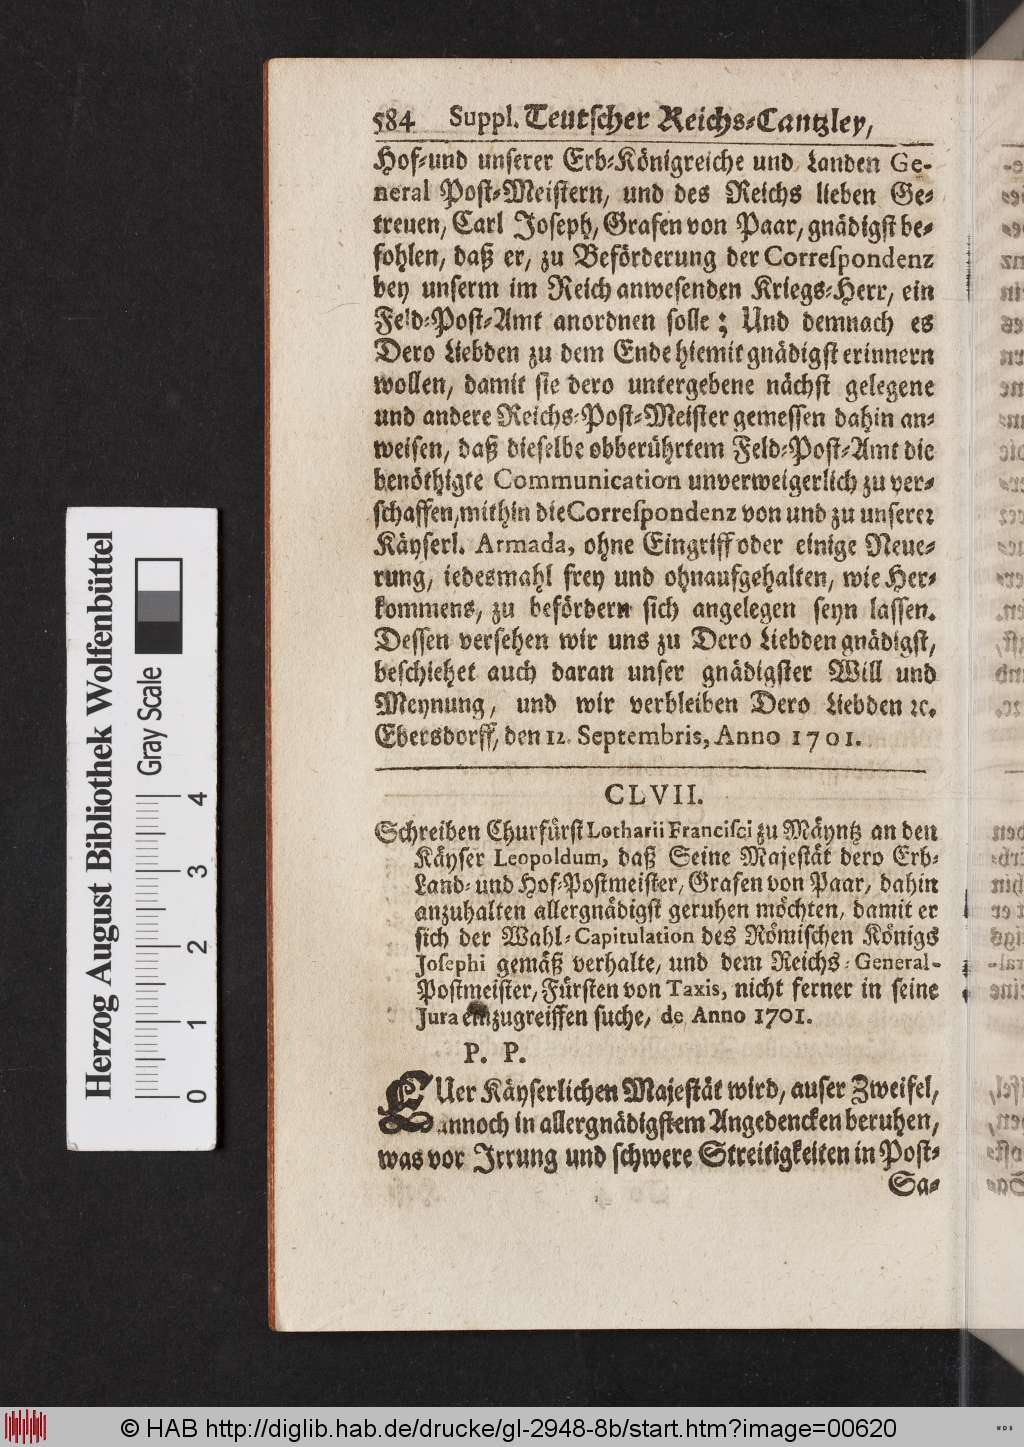 584 Suppl. Teutscher Reichs-Cantzley,
Hof- und unserer Erb-Königreiche und Landen Ge-
neral Post-Meistern, und des Reichs lieben Ge-
treuen, Carl Joseph, Grafen von Paar, gnädigst be-
fohlen, daß er, zu Beförderung der Correspondenz
bey unserm im Reich anwesenden Kriegs-Herr, ein
Feld-Post-Amt anordnen solle; Und demnach es
Dero Liebden zu dem Ende hiemit gnädigst erinnern
wollen, damit sie dero untergebene nächst gelegene
und andere Reichs-Post-Meister gemessen dahin an-
weisen, daß dieselbe obberührtem Feld-Post-Amt die
benöthigte Communication unverweigerlich zu ver-
schaffen, mithin die Correspondenz von und zu unserer
Käyserl. Armada, ohne Eingriff oder einige Neue-
rung, iedesmahl frey und ohnaufgehalten, wie Her-
kommens, zu befördern sich angelegen seyn lassen.
Dessen versehen wir uns zu Dero Liebden gnädigst,
beschiehet auch daran unser gnädigster Will und
Meynung, und wir verbleiben Dero Liebden ꝛc.
Ebersdorff, den 12. Septembris, Anno 1701.
CLVII.
Schreiben Churfürst Lotharii Francisci zu Mäyntz an den
Käyser Leopoldum, daß Seine Majestät dero Erb-
Land- und Hof-Postmeister, Grafen von Paar, dahin
anzuhalten allergnädigst geruhen möchten, damit er
sich der Wahl-Capitulation des Römischen Königs
Josephi gemäß verhalte, und dem Reichs-General-
Postmeister, Fürsten von Taxis, nicht ferner in seine
Jura einzugreiffen suche, de Anno 1701.
P. P.
EUer Käyserlichen Majestät wird, auser Zweifel,
dannoch in allergnädigstem Angedencken beruhen,
was vor Irrung und schwere Streitigkeiten in Post-
Sa-
Herzog August Bibliothek Wolfenbüttel
Gray Scale
0 1 2 3 4
© HAB http://diglib.hab.de/drucke/gl-2948-8b/start.htm?image=00620